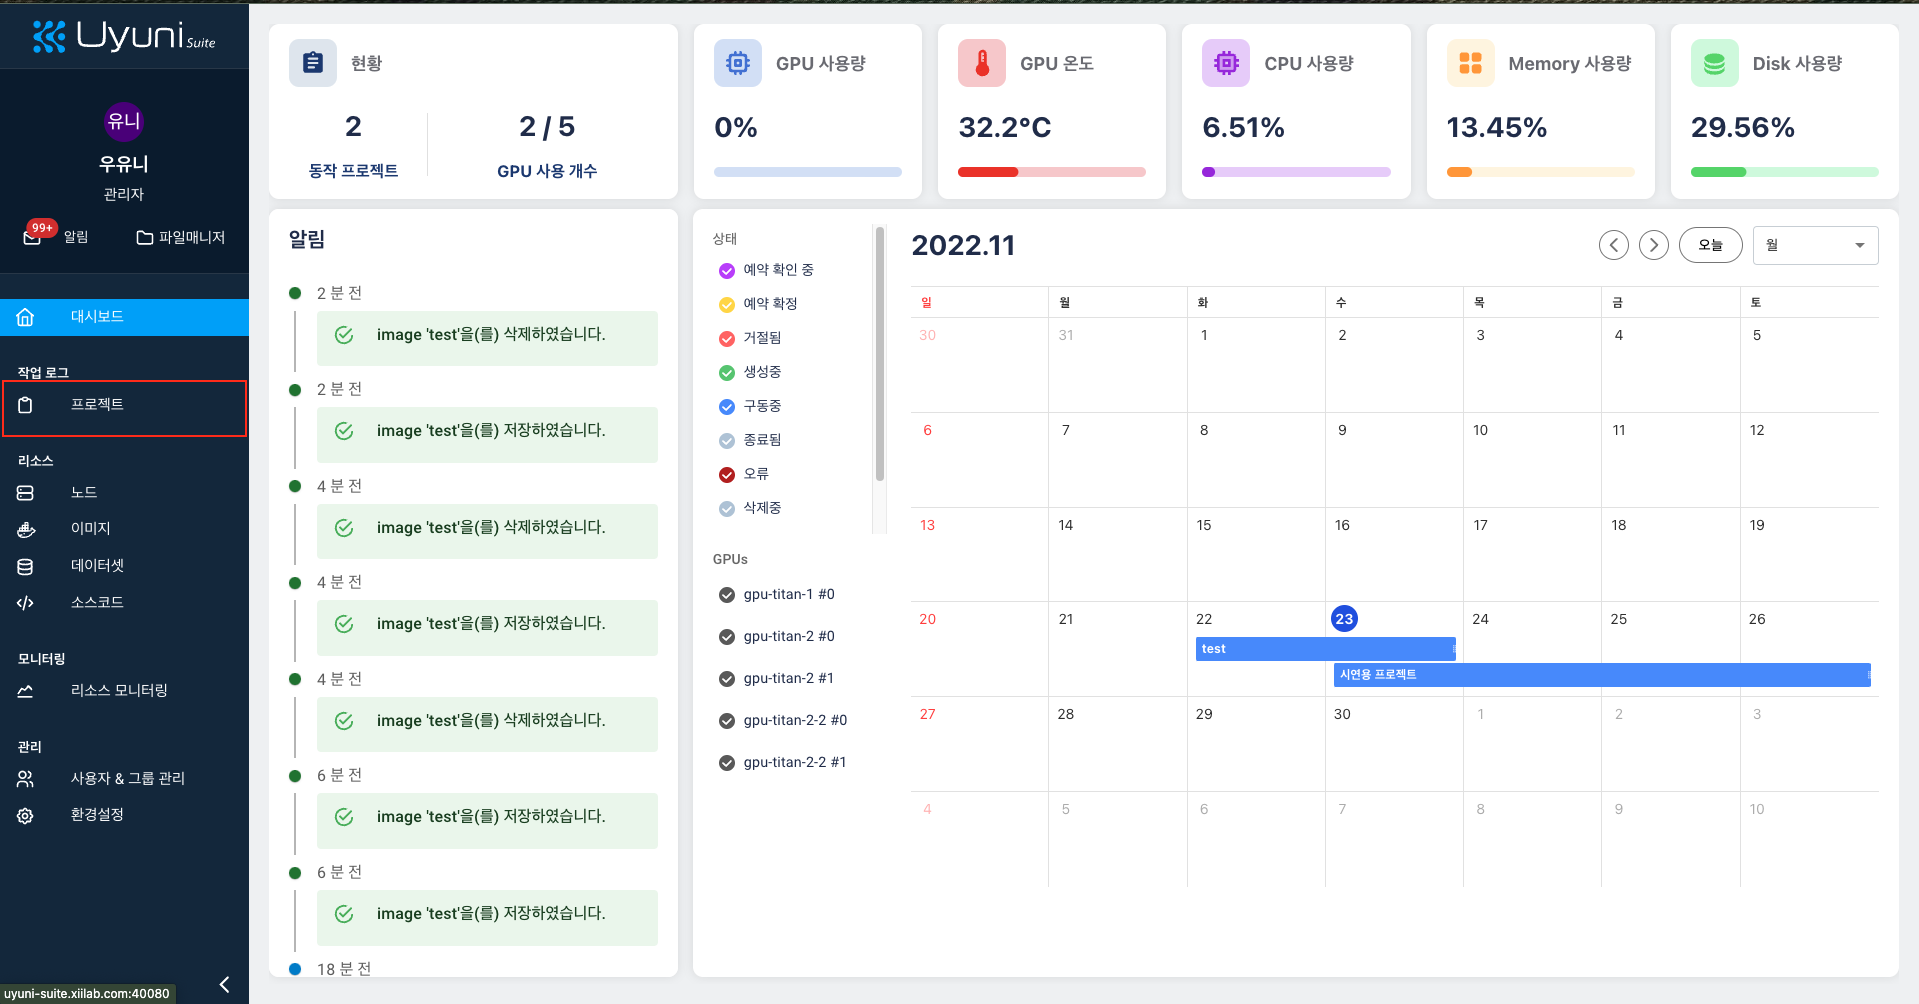 Uyuni Suite
유니
우유니
관리자
99+
알림
파일매니저
대시보드
작업 로그
프로젝트
리소스
노드
이미지
데이터셋
소스코드
모니터링
리소스 모니터링
관리
사용자 & 그룹 관리
환경설정
uyuni-suite.xiilab.com:40080
현황
2
동작 프로젝트
2 / 5
GPU 사용 개수
GPU 사용량
0%
GPU 온도
32.2°C
CPU 사용량
6.51%
Memory 사용량
13.45%
Disk 사용량
29.56%
알림
2 분 전
image 'test'을(를) 삭제하였습니다.
2 분 전
image 'test'을(를) 저장하였습니다.
4 분 전
image 'test'을(를) 삭제하였습니다.
4 분 전
image 'test'을(를) 저장하였습니다.
4 분 전
image 'test'을(를) 삭제하였습니다.
6 분 전
image 'test'을(를) 저장하였습니다.
6 분 전
image 'test'을(를) 저장하였습니다.
18 분 전
상태
예약 확인 중
예약 확정
거절됨
생성중
구동중
종료됨
오류
삭제중
GPUs
gpu-titan-1 #0
gpu-titan-2 #0
gpu-titan-2 #1
gpu-titan-2-2 #0
gpu-titan-2-2 #1
2022.11
오늘
월
일 월 화 수 목 금 토
30 31 1 2 3 4 5
6 7 8 9 10 11 12
13 14 15 16 17 18 19
20 21 22 23 24 25 26
test
시연용 프로젝트
27 28 29 30 1 2 3
4 5 6 7 8 9 10